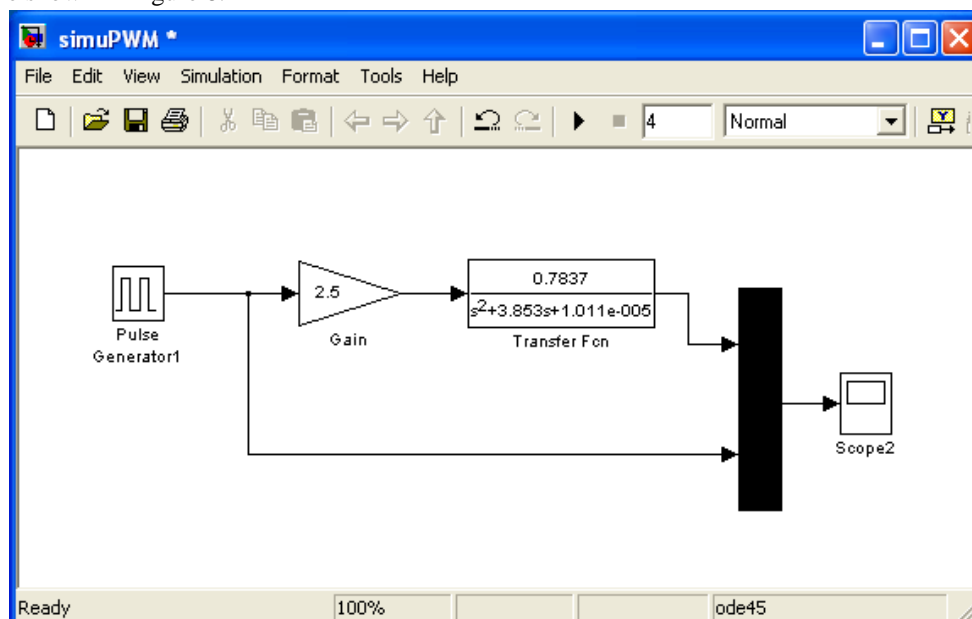 simuPWM *
File Edit View Simulation Format Tools Help
4 Normal
0.7837
2.5
s²+3.853s+1.011e-005
Pulse
Generator1
Gain
Transfer Fcn
Scope2
Ready 100% ode45